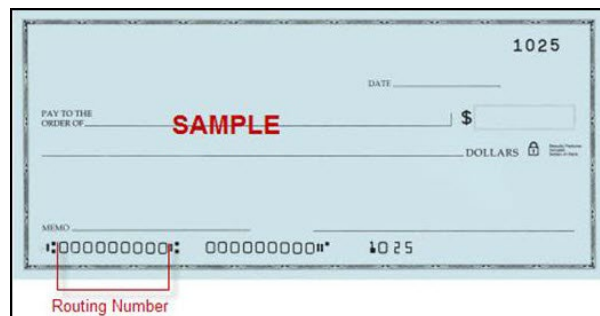 1025
DATE
PAY TO THE
ORDER OF SAMPLE $
DOLLARS
MEMO
⑆000000000⑆ 000000000⑈ 1025
Routing Number